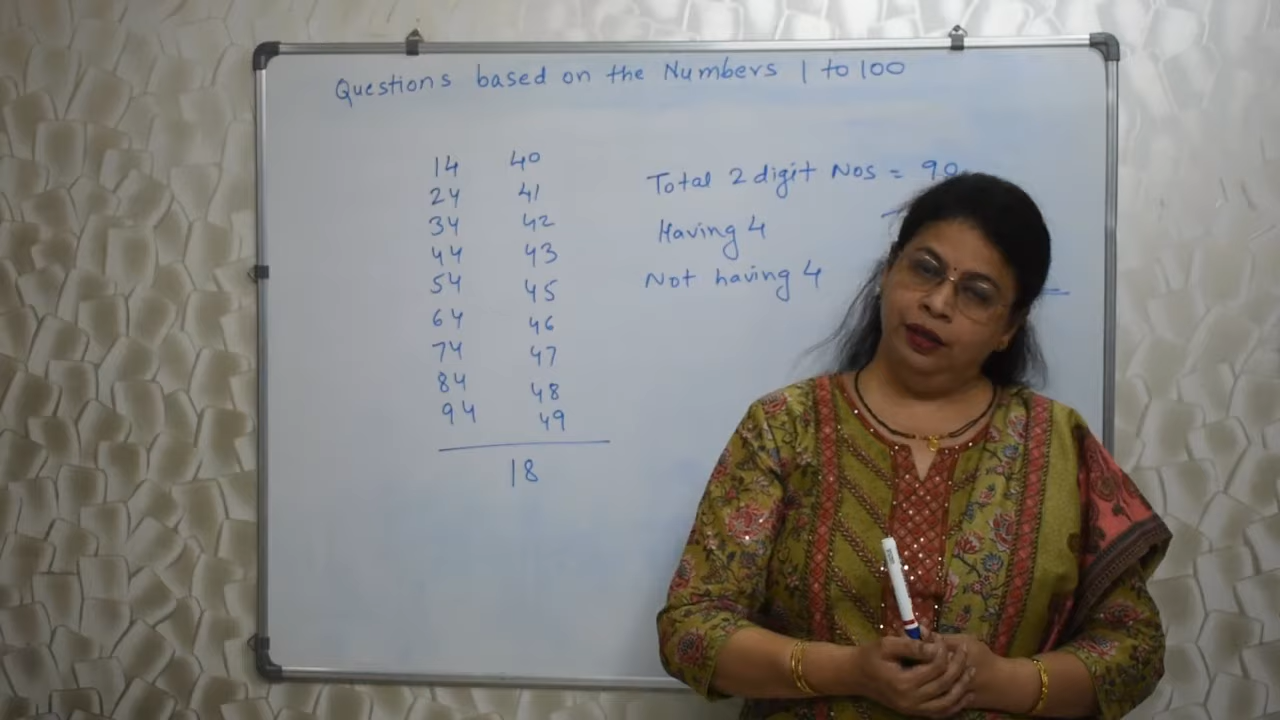 Questions based on the Numbers 1 to 100
14 40
24 41
34 42
44 43
54 45
64 46
74 47
84 48
94 49
18
Total 2 digit Nos = 90
Having 4
Not having 4